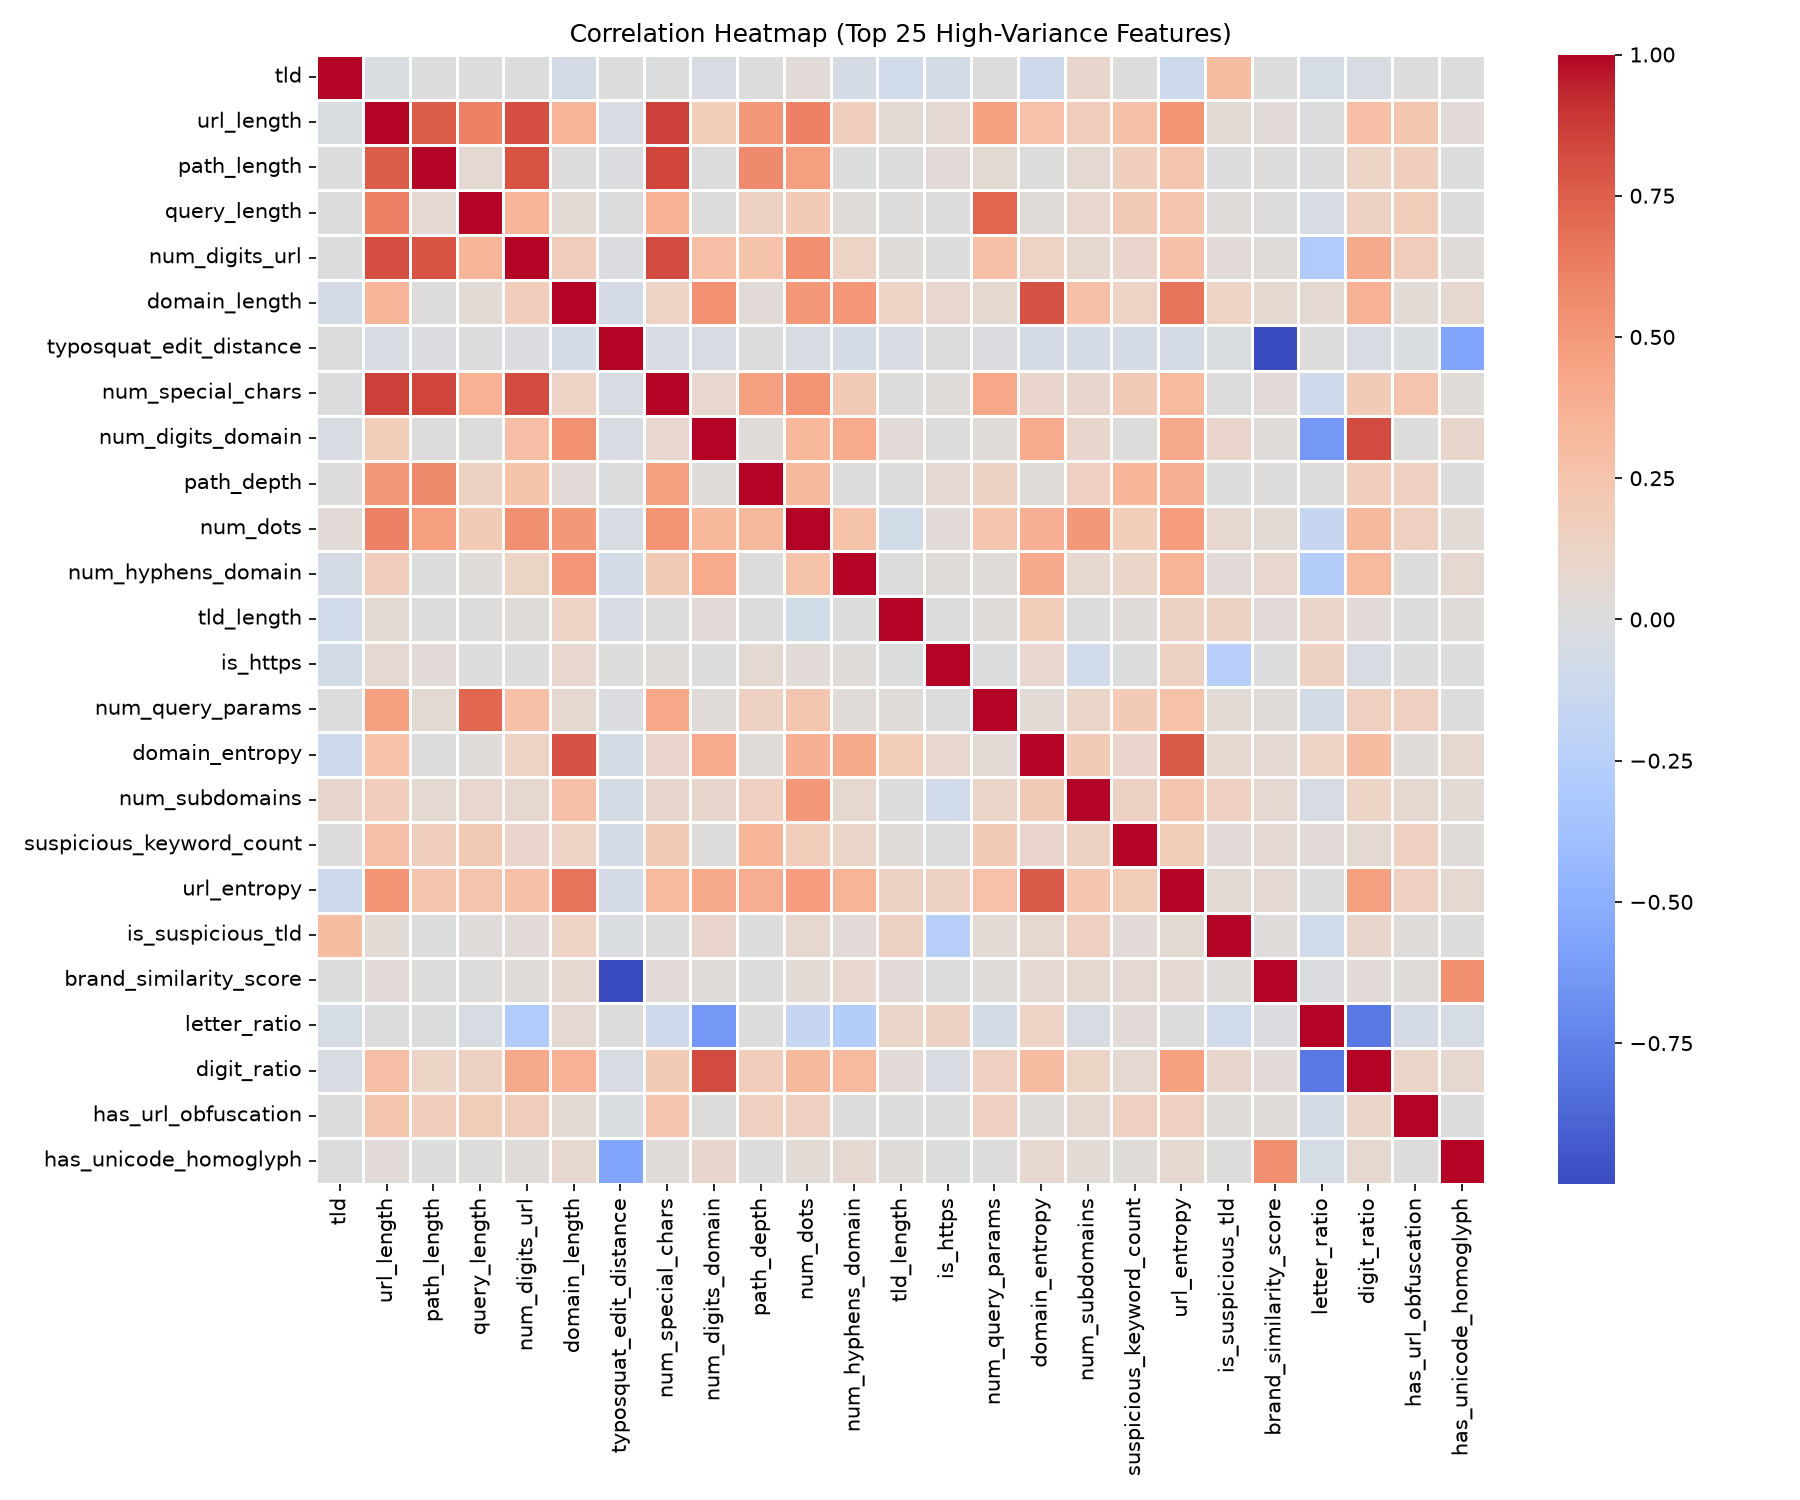 Correlation Heatmap (Top 25 High-Variance Features)
tld
url_length
path_length
query_length
num_digits_url
domain_length
typosquat_edit_distance
num_special_chars
num_digits_domain
path_depth
num_dots
num_hyphens_domain
tld_length
is_https
num_query_params
domain_entropy
num_subdomains
suspicious_keyword_count
url_entropy
is_suspicious_tld
brand_similarity_score
letter_ratio
digit_ratio
has_url_obfuscation
has_unicode_homoglyph
tld
url_length
path_length
query_length
num_digits_url
domain_length
typosquat_edit_distance
num_special_chars
num_digits_domain
path_depth
num_dots
num_hyphens_domain
tld_length
is_https
num_query_params
domain_entropy
num_subdomains
suspicious_keyword_count
url_entropy
is_suspicious_tld
brand_similarity_score
letter_ratio
digit_ratio
has_url_obfuscation
has_unicode_homoglyph
1.00
0.75
0.50
0.25
0.00
−0.25
−0.50
−0.75